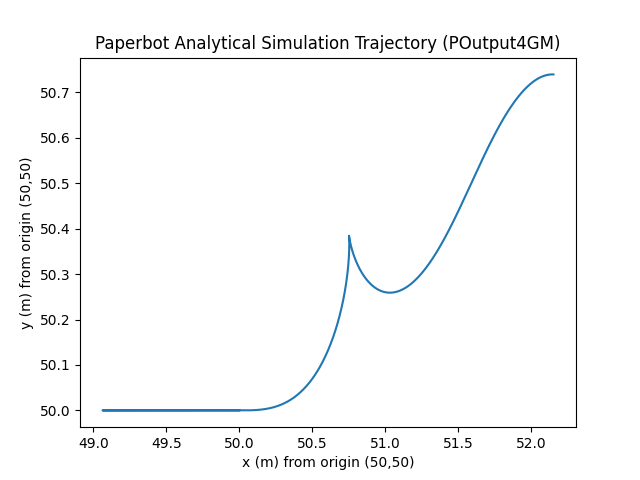 Paperbot Analytical Simulation Trajectory (POutput4GM)
50.7
50.6
50.5
50.4
50.3
50.2
50.1
50.0
y (m) from origin (50,50)
49.0 49.5 50.0 50.5 51.0 51.5 52.0
x (m) from origin (50,50)